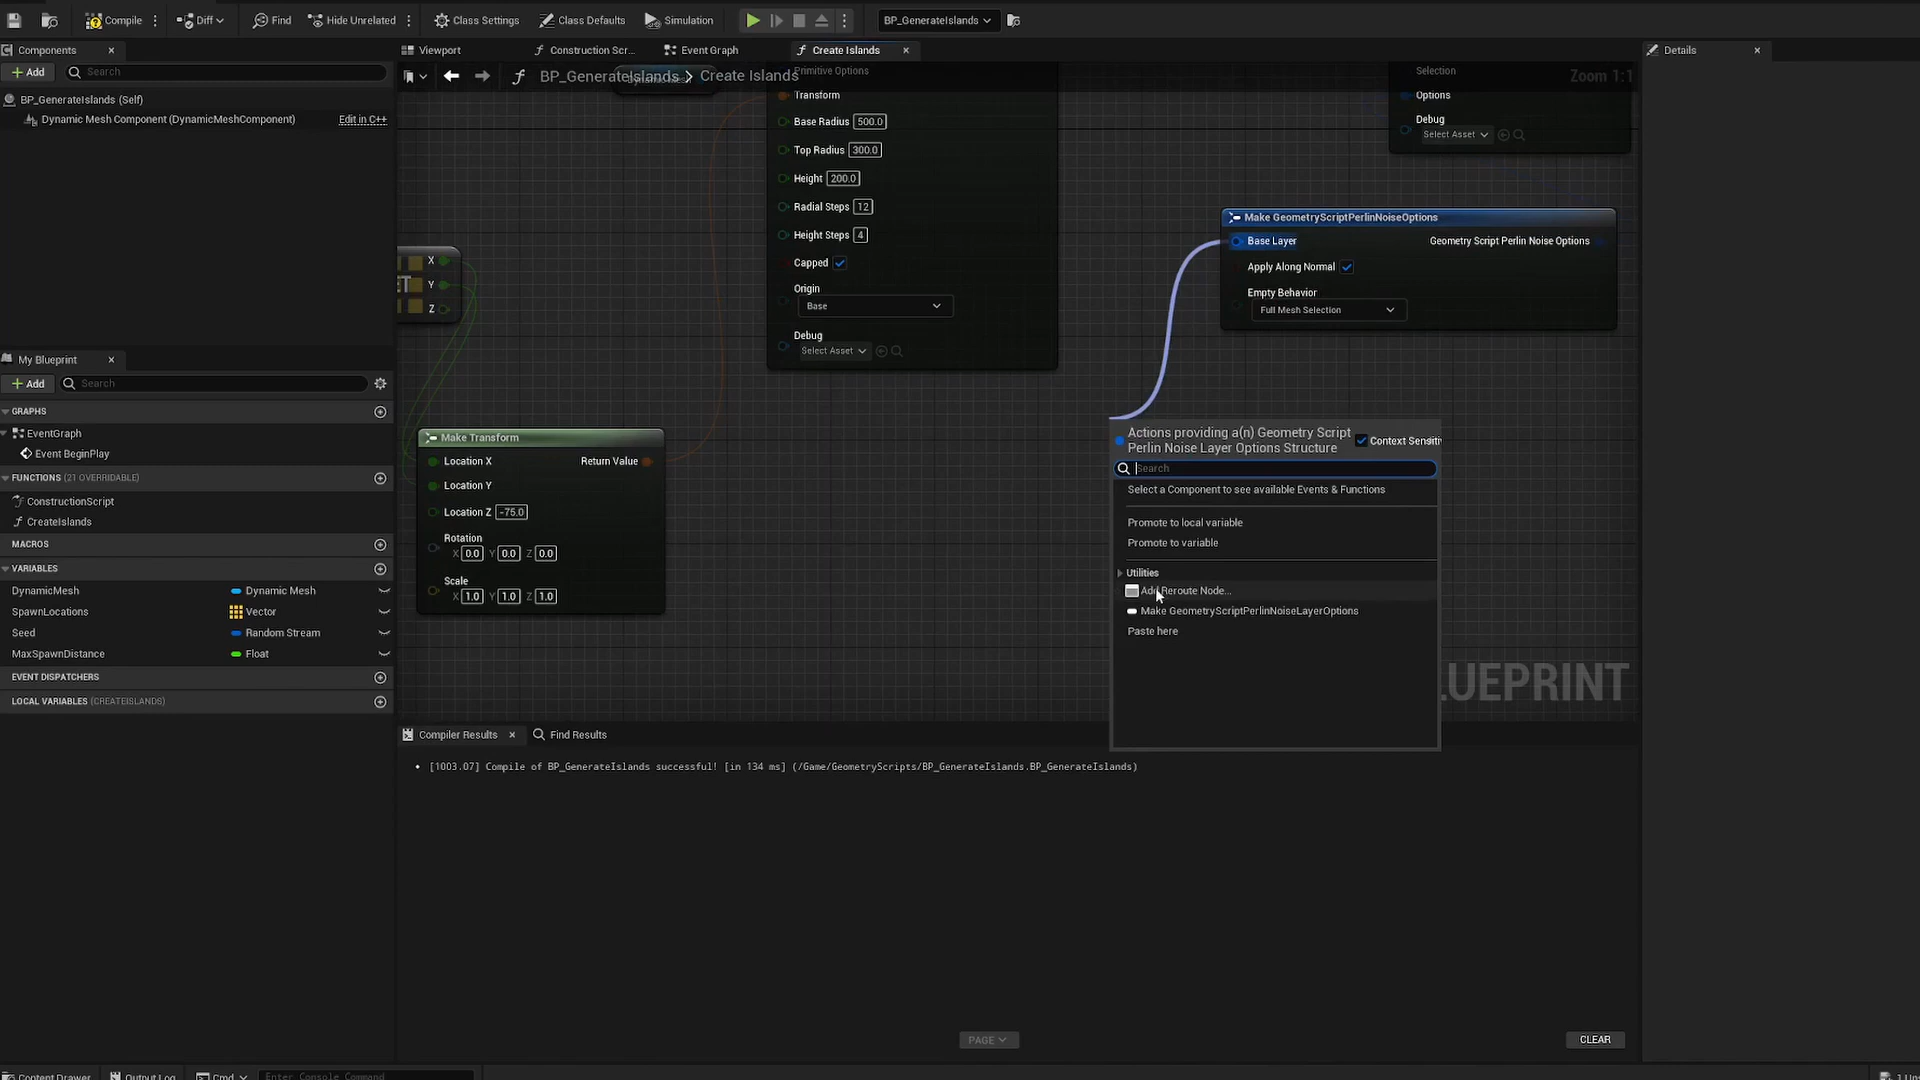 Compile
Diff
Find
Hide Unrelated
Class Settings
Class Defaults
Simulation
BP_GenerateIslands
Components
Viewport
Construction Scr...
Event Graph
Create Islands
Details
Add
Search
BP_GenerateIslands > Create Islands
Zoom 1:1
BP_GenerateIslands (Self)
Dynamic Mesh Component (DynamicMeshComponent)
Edit in C++
Primitive Options
Transform
Base Radius 500.0
Top Radius 300.0
Height 200.0
Radial Steps 12
Height Steps 4
Capped
Origin
Base
Debug
Select Asset
Selection
Options
Debug
Select Asset
Make GeometryScriptPerlinNoiseOptions
Base Layer
Geometry Script Perlin Noise Options
Apply Along Normal
Empty Behavior
Full Mesh Selection
X
Y
Z
My Blueprint
Add
Search
GRAPHS
EventGraph
Event BeginPlay
FUNCTIONS (21 OVERRIDABLE)
ConstructionScript
CreateIslands
MACROS
VARIABLES
DynamicMesh Dynamic Mesh
SpawnLocations Vector
Seed Random Stream
MaxSpawnDistance Float
EVENT DISPATCHERS
LOCAL VARIABLES (CREATEISLANDS)
Make Transform
Location X
Return Value
Location Y
Location Z -75.0
Rotation
X 0.0 Y 0.0 Z 0.0
Scale
X 1.0 Y 1.0 Z 1.0
Actions providing a(n) Geometry Script
Perlin Noise Layer Options Structure
Context Sensitiv
Search
Select a Component to see available Events & Functions
Promote to local variable
Promote to variable
Utilities
Add Reroute Node...
Make GeometryScriptPerlinNoiseLayerOptions
Paste here
LUEPRINT
Compiler Results
Find Results
[1003.07] Compile of BP_GenerateIslands successful! [in 134 ms] (/Game/GeometryScripts/BP_GenerateIslands.BP_GenerateIslands)
PAGE
CLEAR
Content Drawer
Output Log
Cmd
Enter Console Command